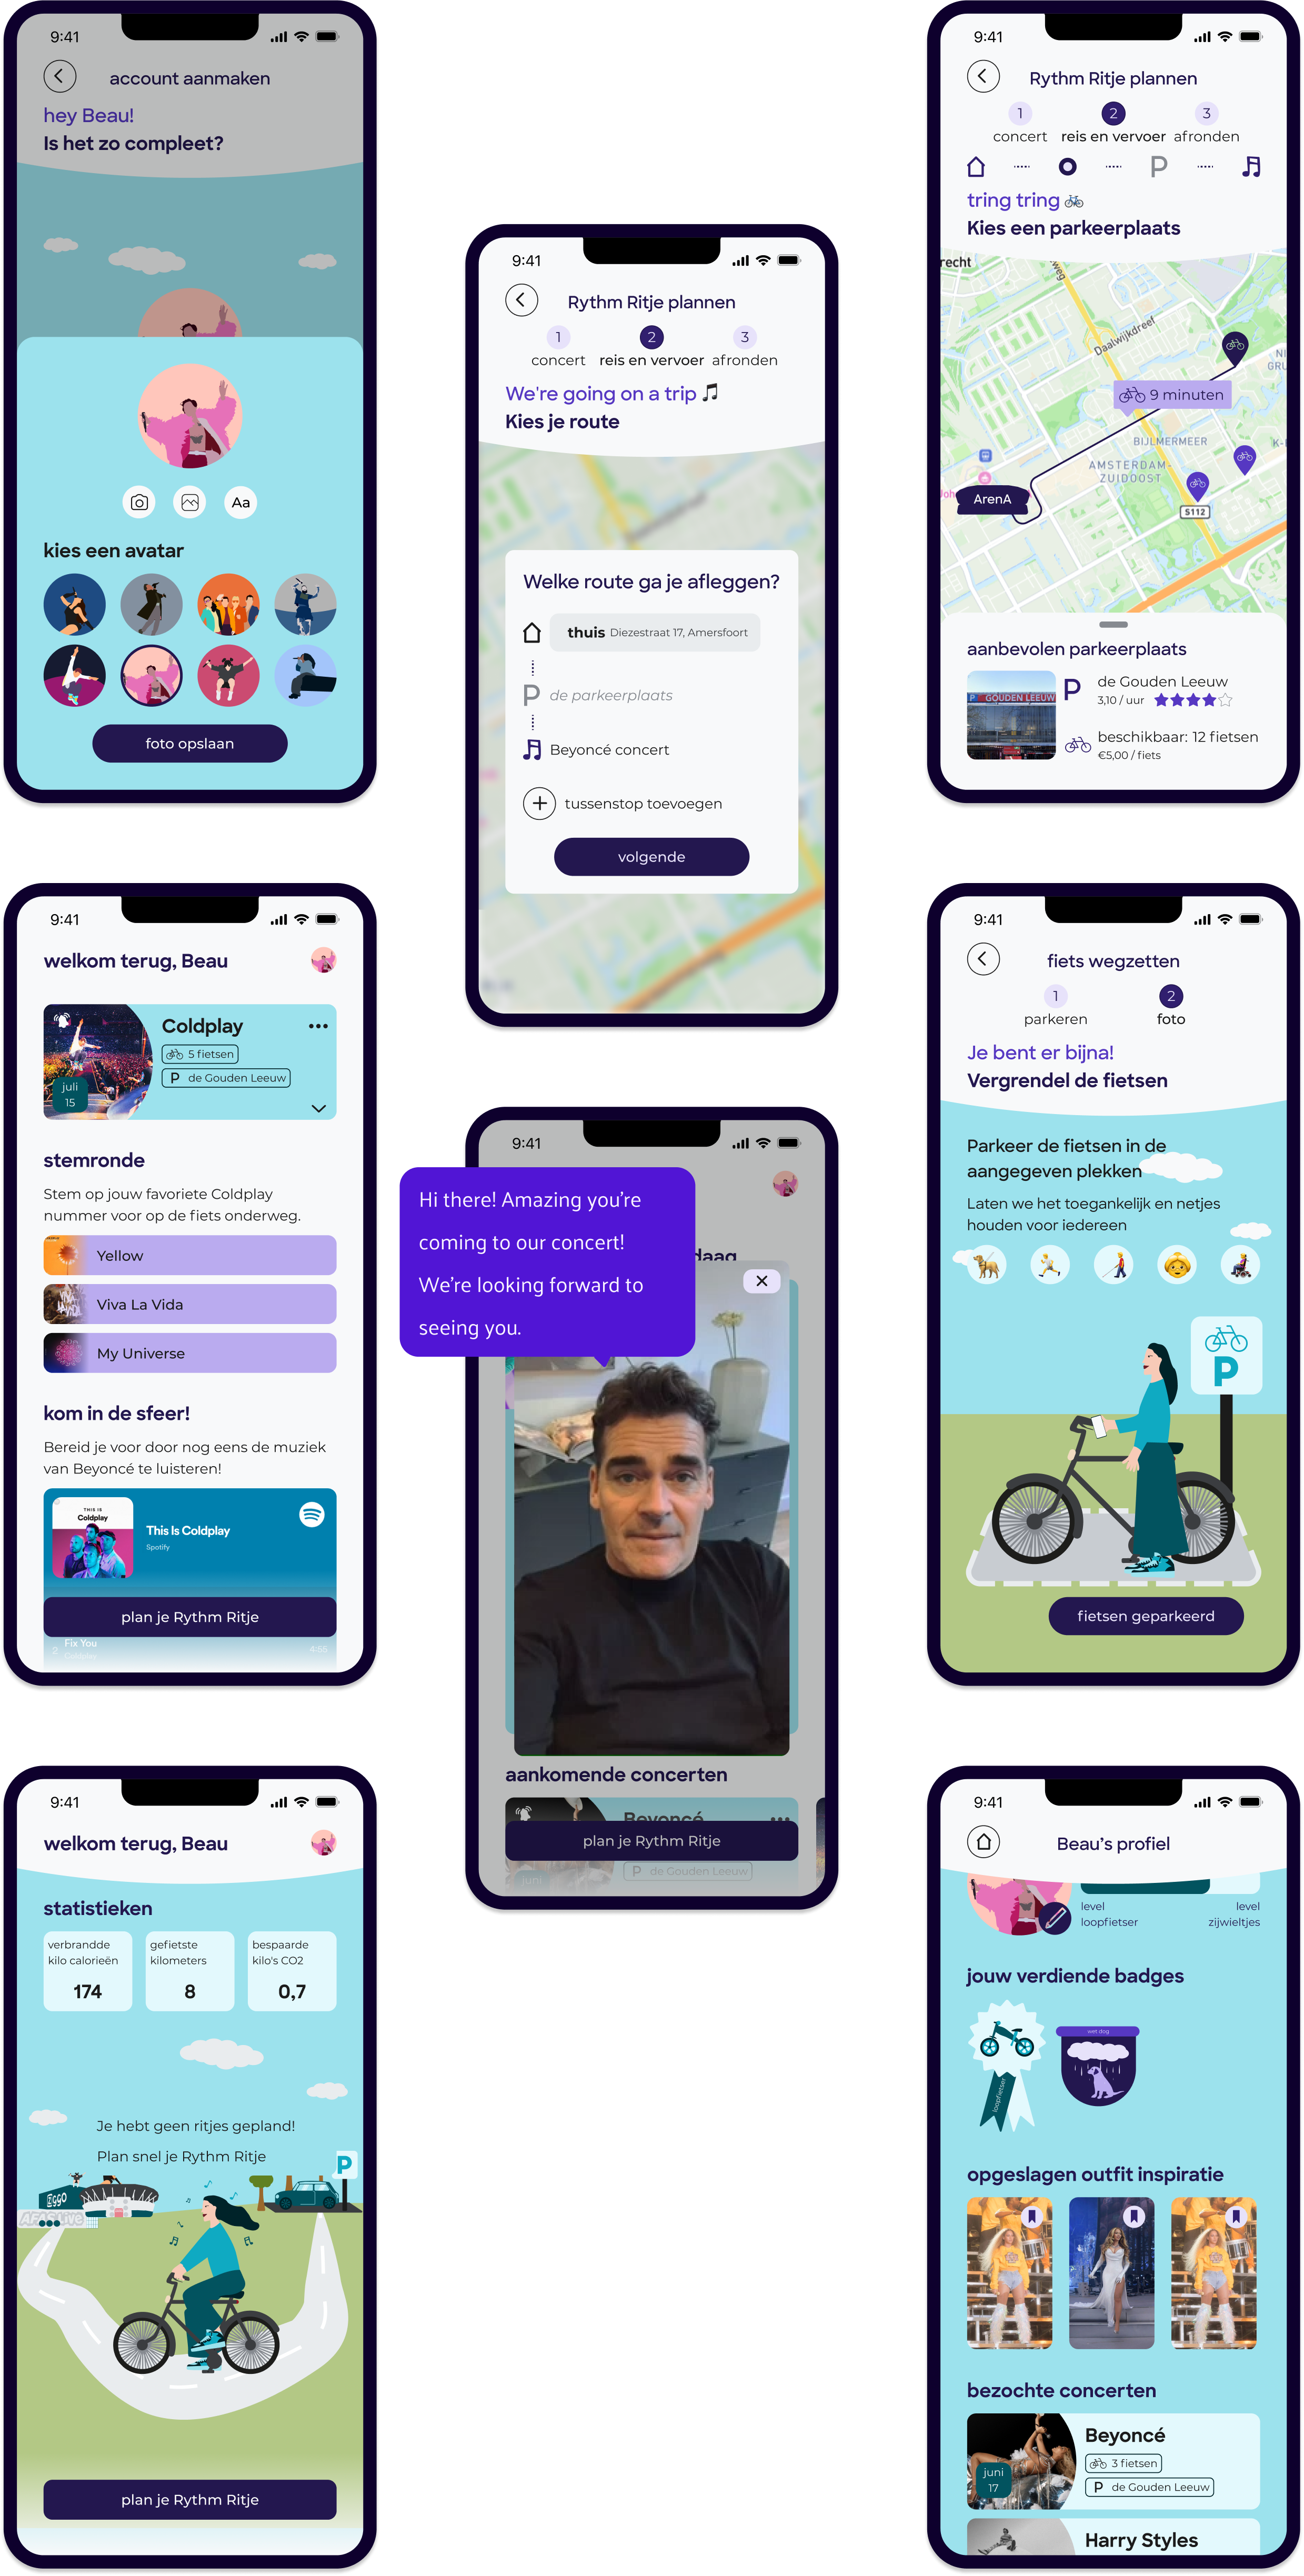 9:41
account aanmaken
hey Beau!
Is het zo compleet?
Aa
kies een avatar
foto opslaan
9:41
Rythm Ritje plannen
1
2
3
concert
reis en vervoer
afronden
We're going on a trip
Kies je route
Welke route ga je afleggen?
thuis Diezestraat 17, Amersfoort
P de parkeerplaats
Beyoncé concert
tussenstop toevoegen
volgende
9:41
Rythm Ritje plannen
1
2
3
concert
reis en vervoer
afronden
P
tring tring
Kies een parkeerplaats
recht
weg
Daalwijkdreef
9 minuten
BIJLMERMEER
AMSTERDAM-
ZUIDOOST
ArenA
S112
aanbevolen parkeerplaats
P GOUDEN LEEUW
P
de Gouden Leeuw
3,10 / uur
beschikbaar: 12 fietsen
€5,00 / fiets
9:41
welkom terug, Beau
Coldplay
5 fietsen
P de Gouden Leeuw
juli
15
stemronde
Stem op jouw favoriete Coldplay
nummer voor op de fiets onderweg.
Yellow
Viva La Vida
My Universe
kom in de sfeer!
Bereid je voor door nog eens de muziek
van Beyoncé te luisteren!
THIS IS
Coldplay
This Is Coldplay
Spotify
plan je Rythm Ritje
2
Fix You
Coldplay
9:41
Hi there! Amazing you're
coming to our concert!
We're looking forward to
seeing you.
aankomende concerten
Beyoncé
plan je Rythm Ritje
P de Gouden Leeuw
juni
9:41
fiets wegzetten
1
2
parkeren
foto
Je bent er bijna!
Vergrendel de fietsen
Parkeer de fietsen in de
aangegeven plekken
Laten we het toegankelijk en netjes
houden voor iedereen
P
fietsen geparkeerd
9:41
welkom terug, Beau
statistieken
verbrandde
kilo calorieën
174
gefietste
kilometers
8
bespaarde
kilo's CO2
0,7
Je hebt geen ritjes gepland!
Plan snel je Rythm Ritje
P
ziggo
AFAS Live
plan je Rythm Ritje
9:41
Beau's profiel
level
loopfietser
level
zijwieltjes
jouw verdiende badges
wet dog
loopfietser
opgeslagen outfit inspiratie
bezochte concerten
Beyoncé
3 fietsen
P de Gouden Leeuw
juni
17
Harry Styles